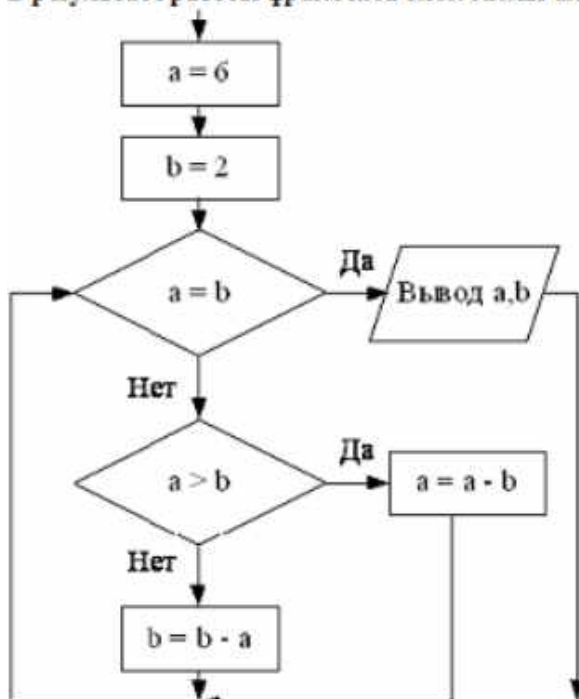 a = 6
b = 2
a = b
Да
Вывод a,b
Нет
a > b
Да
a = a - b
Нет
b = b - a